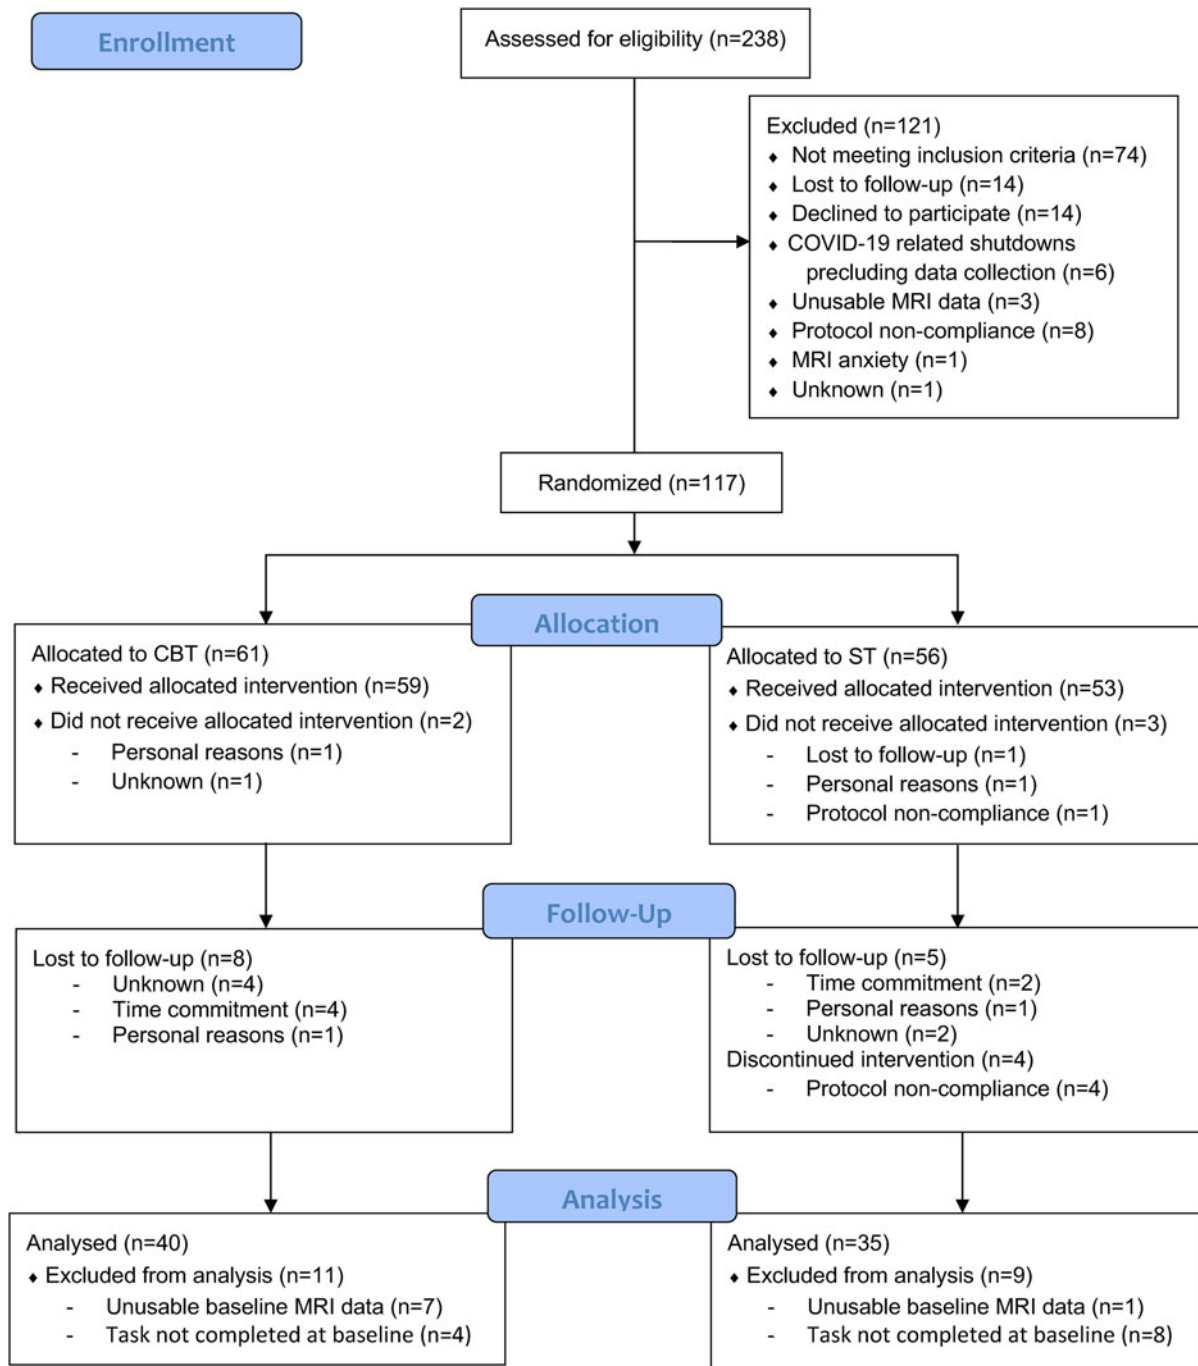 Enrollment
Assessed for eligibility (n=238)
Excluded (n=121)
♦ Not meeting inclusion criteria (n=74)
♦ Lost to follow-up (n=14)
♦ Declined to participate (n=14)
♦ COVID-19 related shutdowns
precluding data collection (n=6)
♦ Unusable MRI data (n=3)
♦ Protocol non-compliance (n=8)
♦ MRI anxiety (n=1)
♦ Unknown (n=1)
Randomized (n=117)
Allocation
Allocated to CBT (n=61)
♦ Received allocated intervention (n=59)
♦ Did not receive allocated intervention (n=2)
- Personal reasons (n=1)
- Unknown (n=1)
Allocated to ST (n=56)
♦ Received allocated intervention (n=53)
♦ Did not receive allocated intervention (n=3)
- Lost to follow-up (n=1)
- Personal reasons (n=1)
- Protocol non-compliance (n=1)
Follow-Up
Lost to follow-up (n=8)
- Unknown (n=4)
- Time commitment (n=4)
- Personal reasons (n=1)
Lost to follow-up (n=5)
- Time commitment (n=2)
- Personal reasons (n=1)
- Unknown (n=2)
Discontinued intervention (n=4)
- Protocol non-compliance (n=4)
Analysis
Analysed (n=40)
♦ Excluded from analysis (n=11)
- Unusable baseline MRI data (n=7)
- Task not completed at baseline (n=4)
Analysed (n=35)
♦ Excluded from analysis (n=9)
- Unusable baseline MRI data (n=1)
- Task not completed at baseline (n=8)